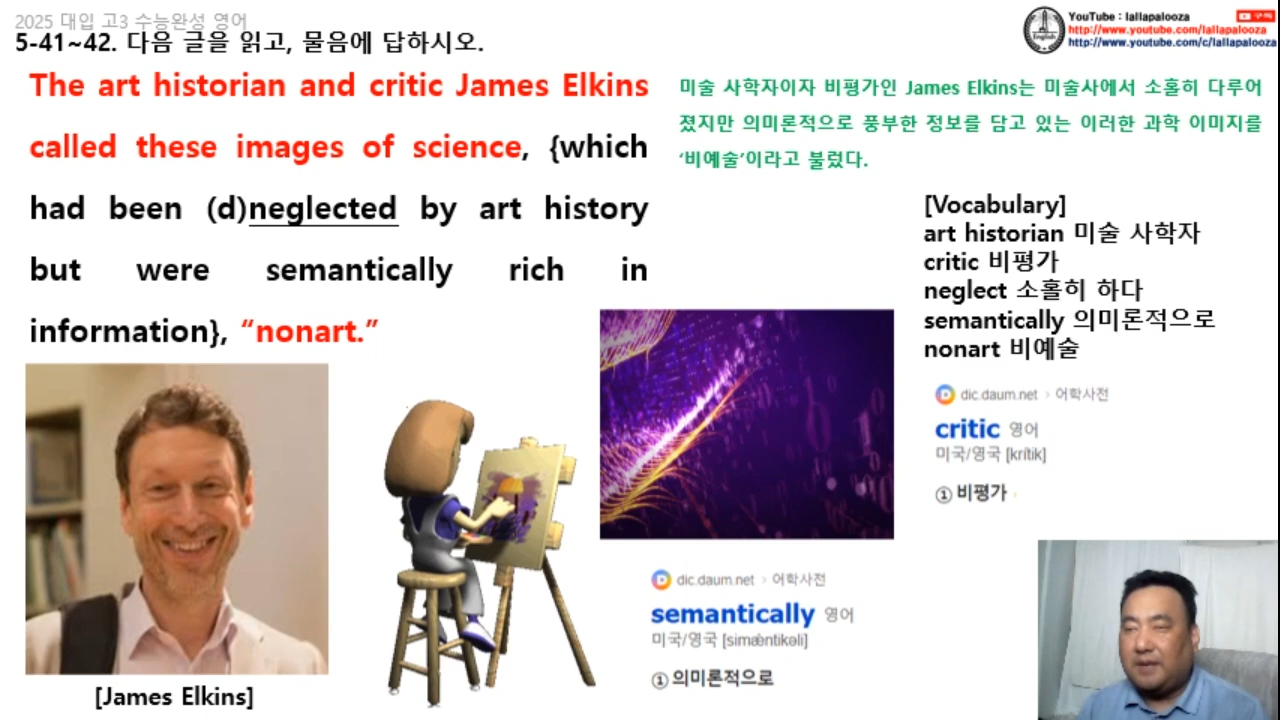 2025 대입 고3 수능완성 영어
5-41~42. 다음 글을 읽고, 물음에 답하시오.
YouTube : lallapalooza
구독
http://www.youtube.com/lallapalooza
http://www.youtube.com/c/lallapalooza
English
The art historian and critic James Elkins
called these images of science, {which
had been (d)neglected by art history
but were semantically rich in
information}, “nonart.”
미술 사학자이자 비평가인 James Elkins는 미술사에서 소홀히 다루어
졌지만 의미론적으로 풍부한 정보를 담고 있는 이러한 과학 이미지를
‘비예술’이라고 불렀다.
[Vocabulary]
art historian 미술 사학자
critic 비평가
neglect 소홀히 하다
semantically 의미론적으로
nonart 비예술
dic.daum.net › 어학사전
critic 영어
미국/영국 [krítik]
① 비평가
dic.daum.net › 어학사전
semantically 영어
미국/영국 [simǽntikəli]
① 의미론적으로
[James Elkins]